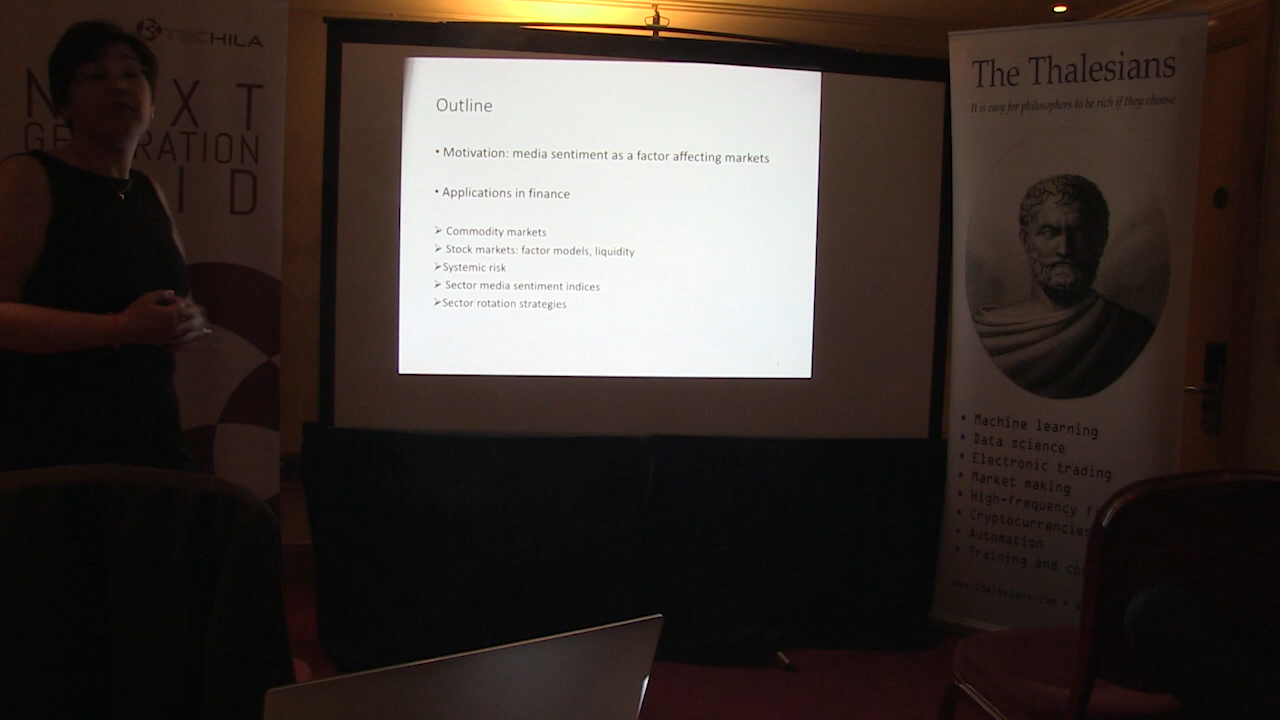 TECHILA
NEXT
GENERATION
GRID
Outline
• Motivation: media sentiment as a factor affecting markets
• Applications in finance
➢ Commodity markets
➢ Stock markets: factor models, liquidity
➢Systemic risk
➢ Sector media sentiment indices
➢Sector rotation strategies
The Thalesians
It is easy for philosophers to be rich if they choose
• Machine learning
• Data science
• Electronic trading
• Market making
• High-frequency
• Cryptocurrencies
• Automation
• Training and
www.thalesians.com